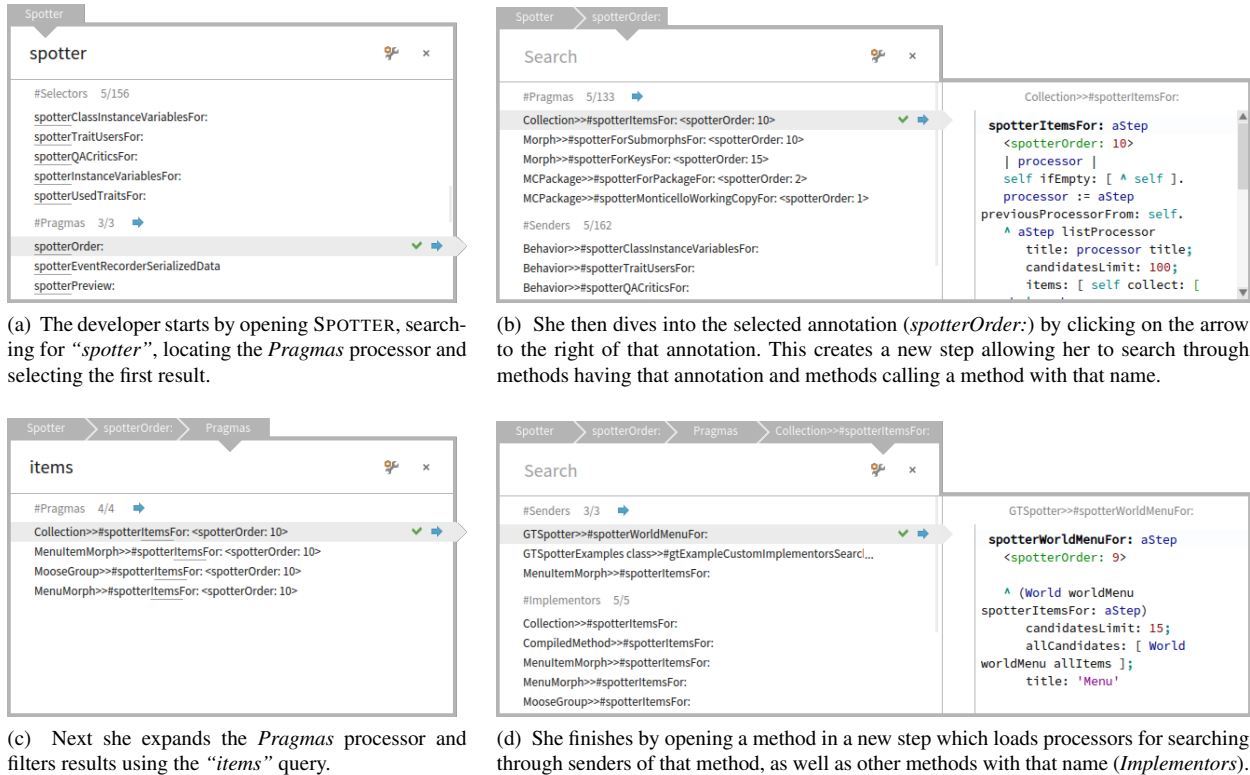 Spotter
spotter
#Selectors 5/156
spotterClassInstanceVariablesFor:
spotterTraitUsersFor:
spotterQACriticsFor:
spotterInstanceVariablesFor:
spotterUsedTraitsFor:
#Pragmas 3/3
spotterOrder:
spotterEventRecorderSerializedData
spotterPreview:
(a) The developer starts by opening SPOTTER, search-
ing for “spotter”, locating the Pragmas processor and
selecting the first result.
Spotter spotterOrder:
Search
#Pragmas 5/133
Collection>>#spotterItemsFor: <spotterOrder: 10>
Morph>>#spotterForSubmorphsFor: <spotterOrder: 10>
Morph>>#spotterForKeysFor: <spotterOrder: 15>
MCPackage>>#spotterForPackageFor: <spotterOrder: 2>
MCPackage>>#spotterMonticelloWorkingCopyFor: <spotterOrder: 1>
#Senders 5/162
Behavior>>#spotterClassInstanceVariablesFor:
Behavior>>#spotterTraitUsersFor:
Behavior>>#spotterQACriticsFor:
Collection>>#spotterItemsFor:
spotterItemsFor: aStep
<spotterOrder: 10>
| processor |
self ifEmpty: [ ^ self ].
processor := aStep
previousProcessorFrom: self.
^ aStep listProcessor
title: processor title;
candidatesLimit: 100;
items: [ self collect: [
(b) She then dives into the selected annotation (spotterOrder:) by clicking on the arrow
to the right of that annotation. This creates a new step allowing her to search through
methods having that annotation and methods calling a method with that name.
Spotter spotterOrder: Pragmas
items
#Pragmas 4/4
Collection>>#spotterItemsFor: <spotterOrder: 10>
MenuItemMorph>>#spotterItemsFor: <spotterOrder: 10>
MooseGroup>>#spotterItemsFor: <spotterOrder: 10>
MenuMorph>>#spotterItemsFor: <spotterOrder: 10>
(c) Next she expands the Pragmas processor and
filters results using the “items” query.
Spotter spotterOrder: Pragmas Collection>>#spotterItemsFor:
Search
#Senders 3/3
GTSpotter>>#spotterWorldMenuFor:
GTSpotterExamples class>>#gtExampleCustomImplementorsSearcl...
MenuItemMorph>>#spotterItemsFor:
#Implementors 5/5
Collection>>#spotterItemsFor:
CompiledMethod>>#spotterItemsFor:
MenuItemMorph>>#spotterItemsFor:
MenuMorph>>#spotterItemsFor:
MooseGroup>>#spotterItemsFor:
GTSpotter>>#spotterWorldMenuFor:
spotterWorldMenuFor: aStep
<spotterOrder: 9>
^ (World worldMenu
spotterItemsFor: aStep)
candidatesLimit: 15;
allCandidates: [ World
worldMenu allItems ];
title: 'Menu'
(d) She finishes by opening a method in a new step which loads processors for searching
through senders of that method, as well as other methods with that name (Implementors).